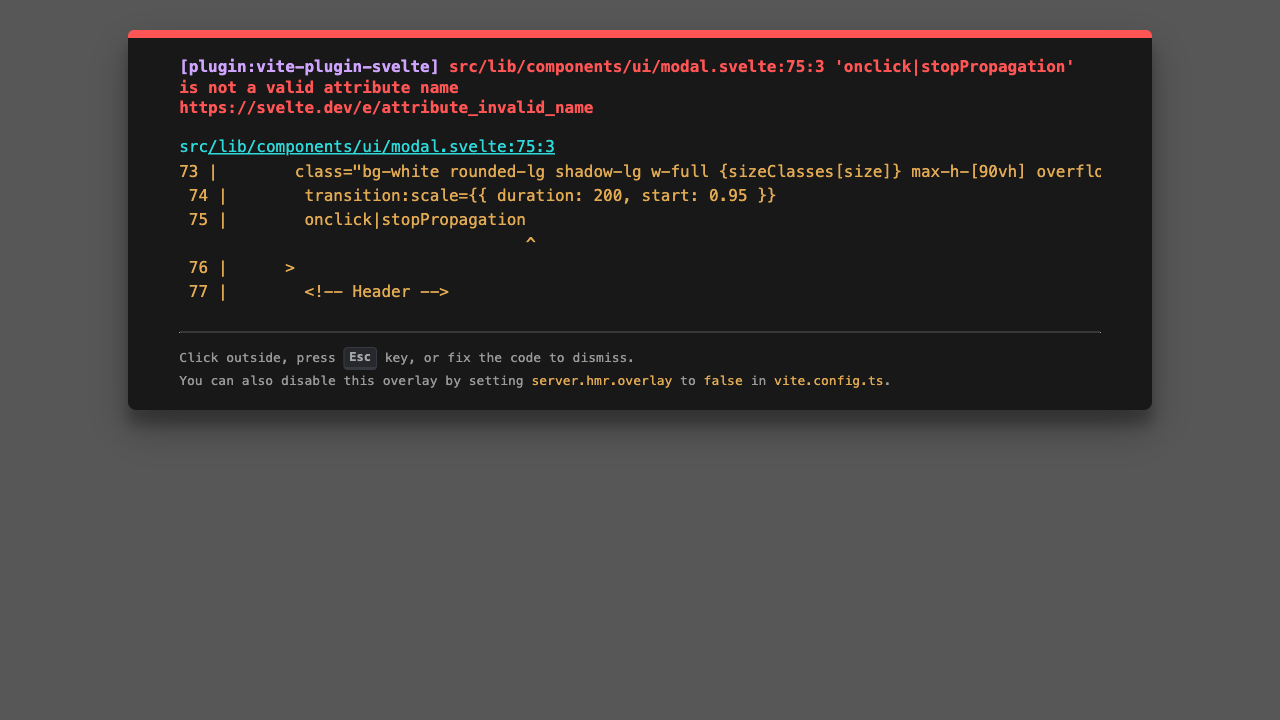 [plugin:vite-plugin-svelte] src/lib/components/ui/modal.svelte:75:3 'onclick|stopPropagation'
is not a valid attribute name
https://svelte.dev/e/attribute_invalid_name
src/lib/components/ui/modal.svelte:75:3
73 |        class="bg-white rounded-lg shadow-lg w-full {sizeClasses[size]} max-h-[90vh] overflo
74 |        transition:scale={{ duration: 200, start: 0.95 }}
75 |        onclick|stopPropagation
^
76 |      >
77 |        <!-- Header -->
Click outside, press Esc key, or fix the code to dismiss.
You can also disable this overlay by setting server.hmr.overlay to false in vite.config.ts.